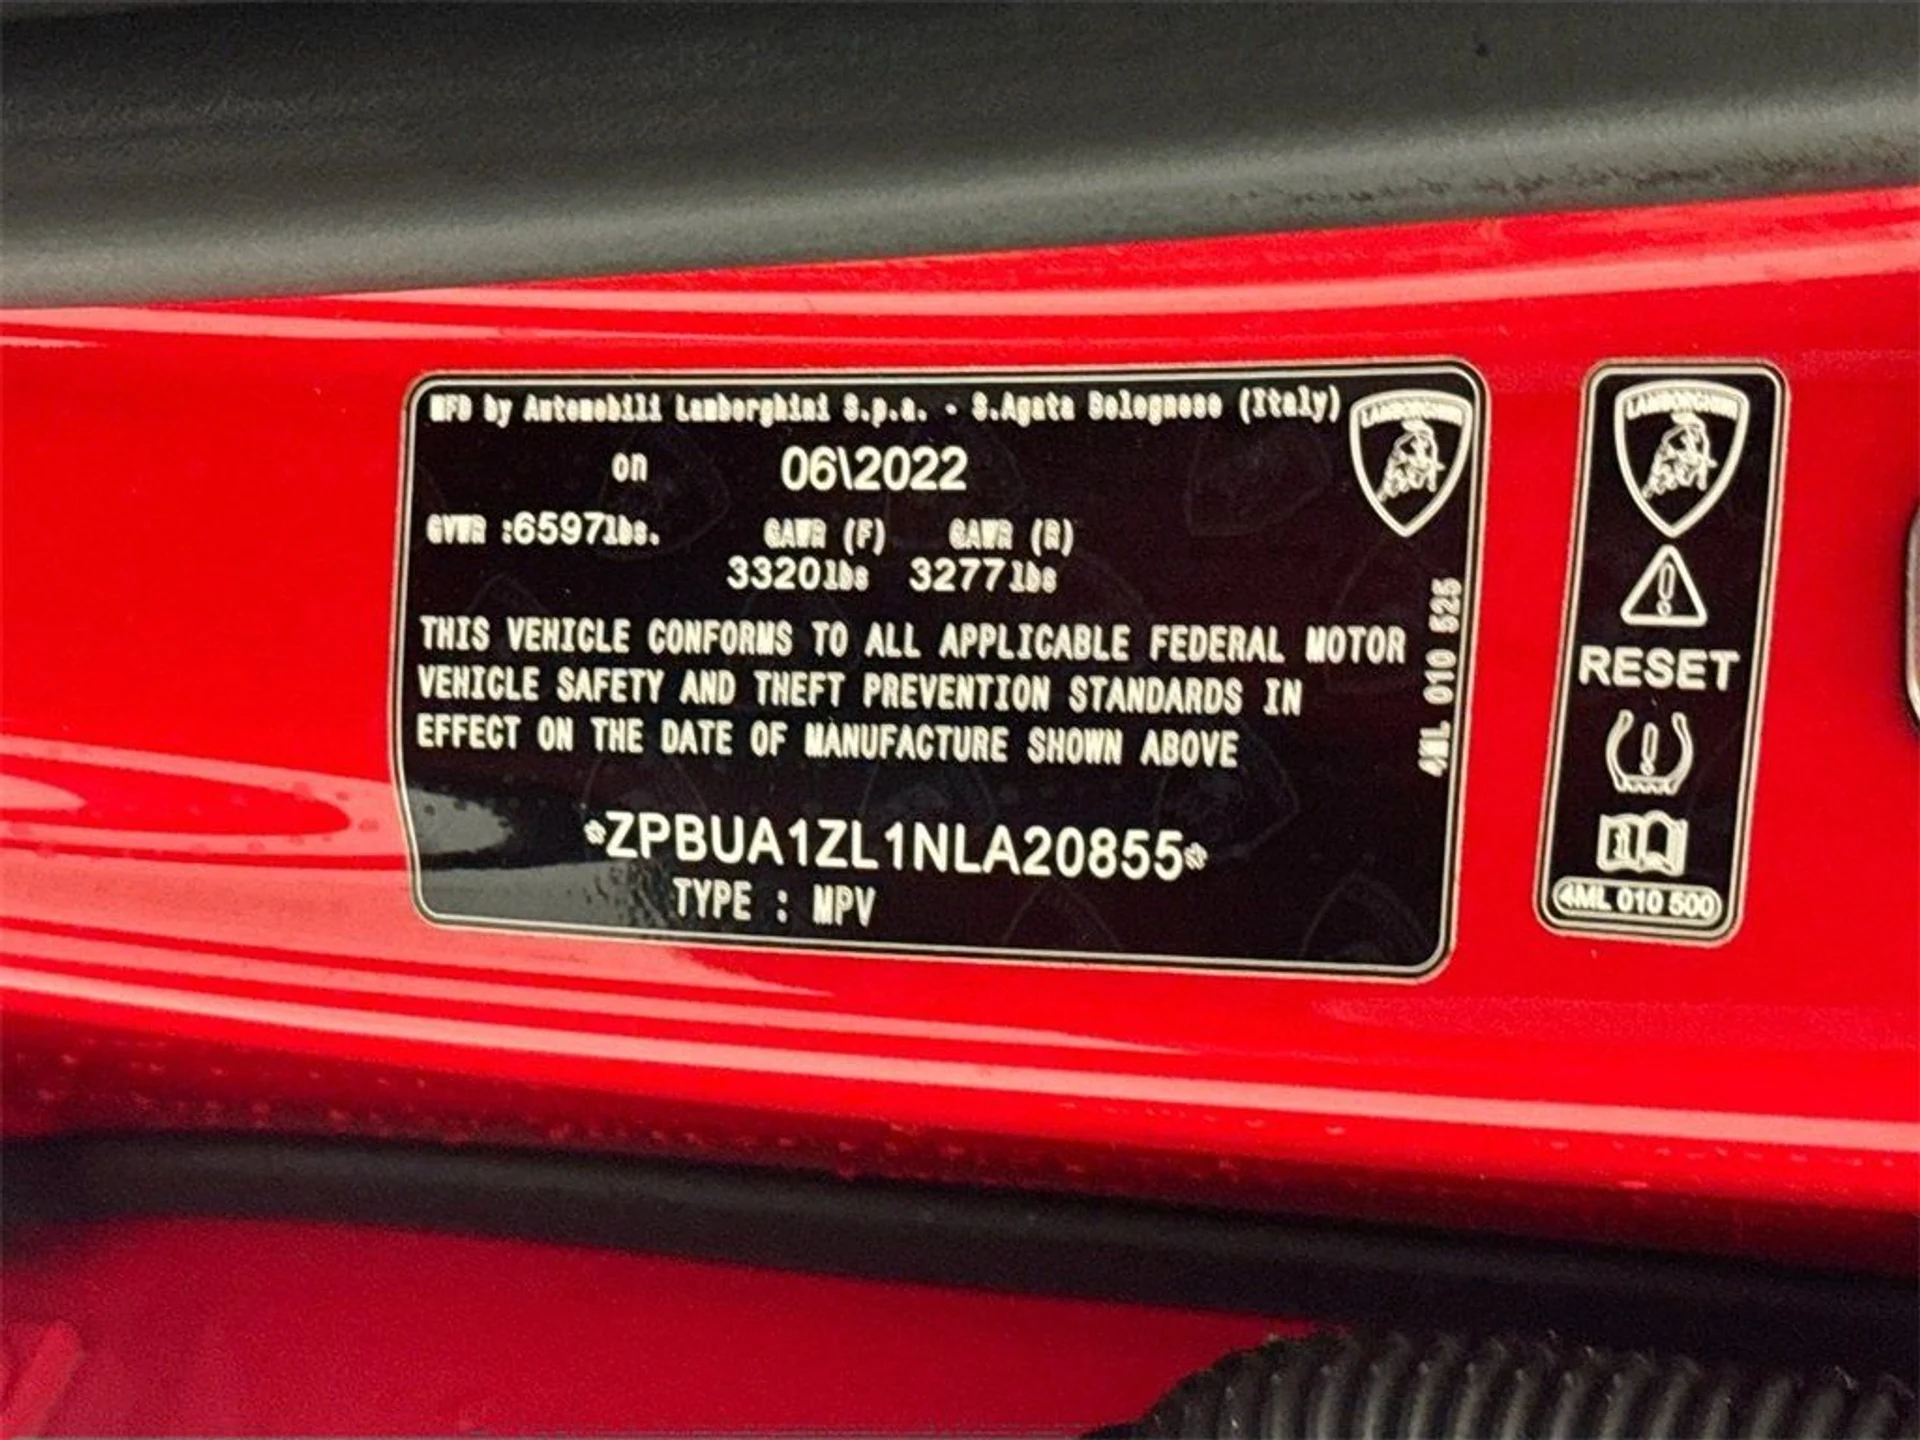 MFD by Automobili Lamborghini S.p.a. - S.Agata Bolognese (Italy)
on 06\2022
GVWR :6597lbs. GAWR (F) GAWR (R)
3320lbs 3277lbs
THIS VEHICLE CONFORMS TO ALL APPLICABLE FEDERAL MOTOR
VEHICLE SAFETY AND THEFT PREVENTION STANDARDS IN
EFFECT ON THE DATE OF MANUFACTURE SHOWN ABOVE
*ZPBUA1ZL1NLA20855*
TYPE : MPV
LAMBORGHINI
4ML 010 525
LAMBORGHINI
RESET
4ML 010 500